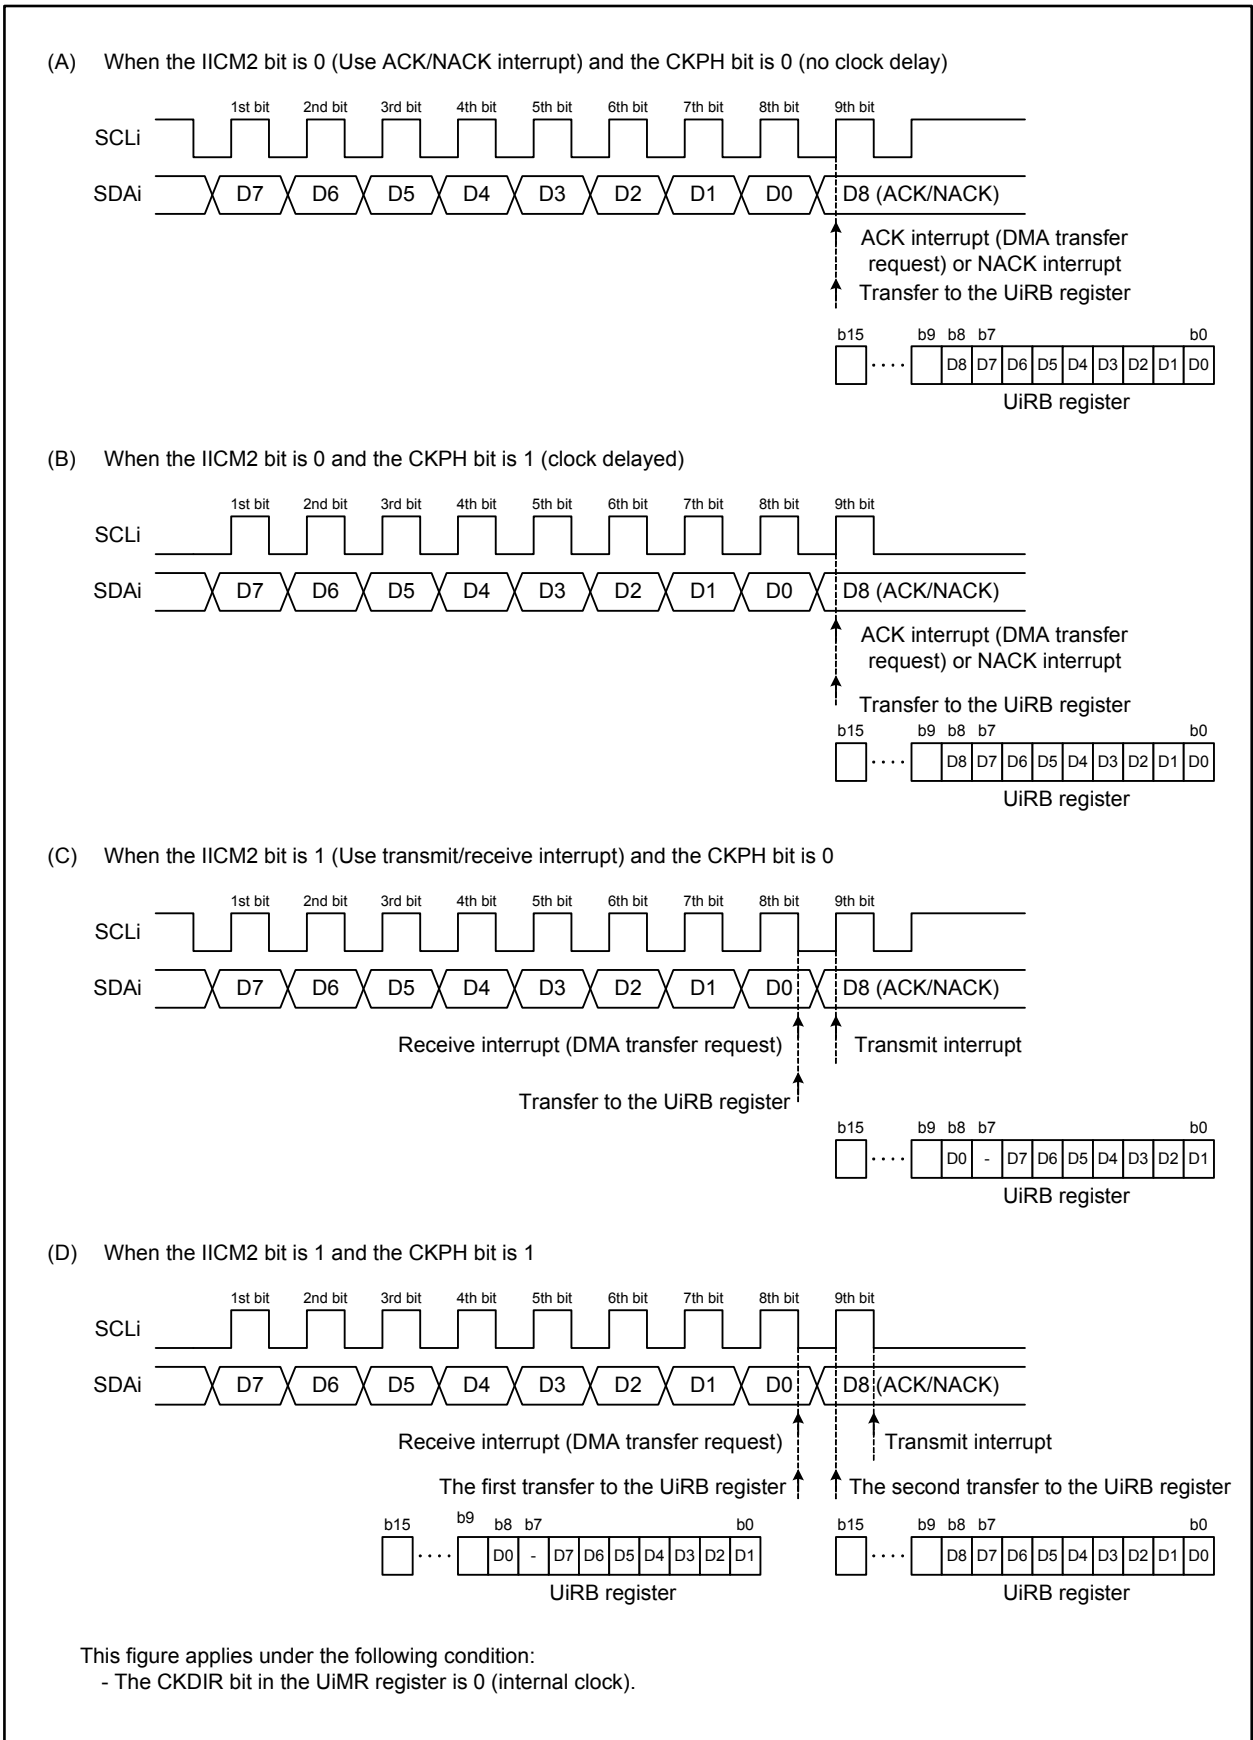 (A) When the IICM2 bit is 0 (Use ACK/NACK interrupt) and the CKPH bit is 0 (no clock delay)
1st bit 2nd bit 3rd bit 4th bit 5th bit 6th bit 7th bit 8th bit 9th bit
SCLi
SDAi D7 D6 D5 D4 D3 D2 D1 D0 D8 (ACK/NACK)
ACK interrupt (DMA transfer
request) or NACK interrupt
Transfer to the UiRB register
b15 b9 b8 b7 b0
.... D8 D7 D6 D5 D4 D3 D2 D1 D0
UiRB register
(B) When the IICM2 bit is 0 and the CKPH bit is 1 (clock delayed)
1st bit 2nd bit 3rd bit 4th bit 5th bit 6th bit 7th bit 8th bit 9th bit
SCLi
SDAi D7 D6 D5 D4 D3 D2 D1 D0 D8 (ACK/NACK)
ACK interrupt (DMA transfer
request) or NACK interrupt
Transfer to the UiRB register
b15 b9 b8 b7 b0
.... D8 D7 D6 D5 D4 D3 D2 D1 D0
UiRB register
(C) When the IICM2 bit is 1 (Use transmit/receive interrupt) and the CKPH bit is 0
1st bit 2nd bit 3rd bit 4th bit 5th bit 6th bit 7th bit 8th bit 9th bit
SCLi
SDAi D7 D6 D5 D4 D3 D2 D1 D0 D8 (ACK/NACK)
Receive interrupt (DMA transfer request) Transmit interrupt
Transfer to the UiRB register
b15 b9 b8 b7 b0
.... D0 - D7 D6 D5 D4 D3 D2 D1
UiRB register
(D) When the IICM2 bit is 1 and the CKPH bit is 1
1st bit 2nd bit 3rd bit 4th bit 5th bit 6th bit 7th bit 8th bit 9th bit
SCLi
SDAi D7 D6 D5 D4 D3 D2 D1 D0 D8 (ACK/NACK)
Receive interrupt (DMA transfer request) Transmit interrupt
The first transfer to the UiRB register The second transfer to the UiRB register
b15 b9 b8 b7 b0 b15 b9 b8 b7 b0
.... D0 - D7 D6 D5 D4 D3 D2 D1 .... D8 D7 D6 D5 D4 D3 D2 D1 D0
UiRB register UiRB register
This figure applies under the following condition:
- The CKDIR bit in the UiMR register is 0 (internal clock).